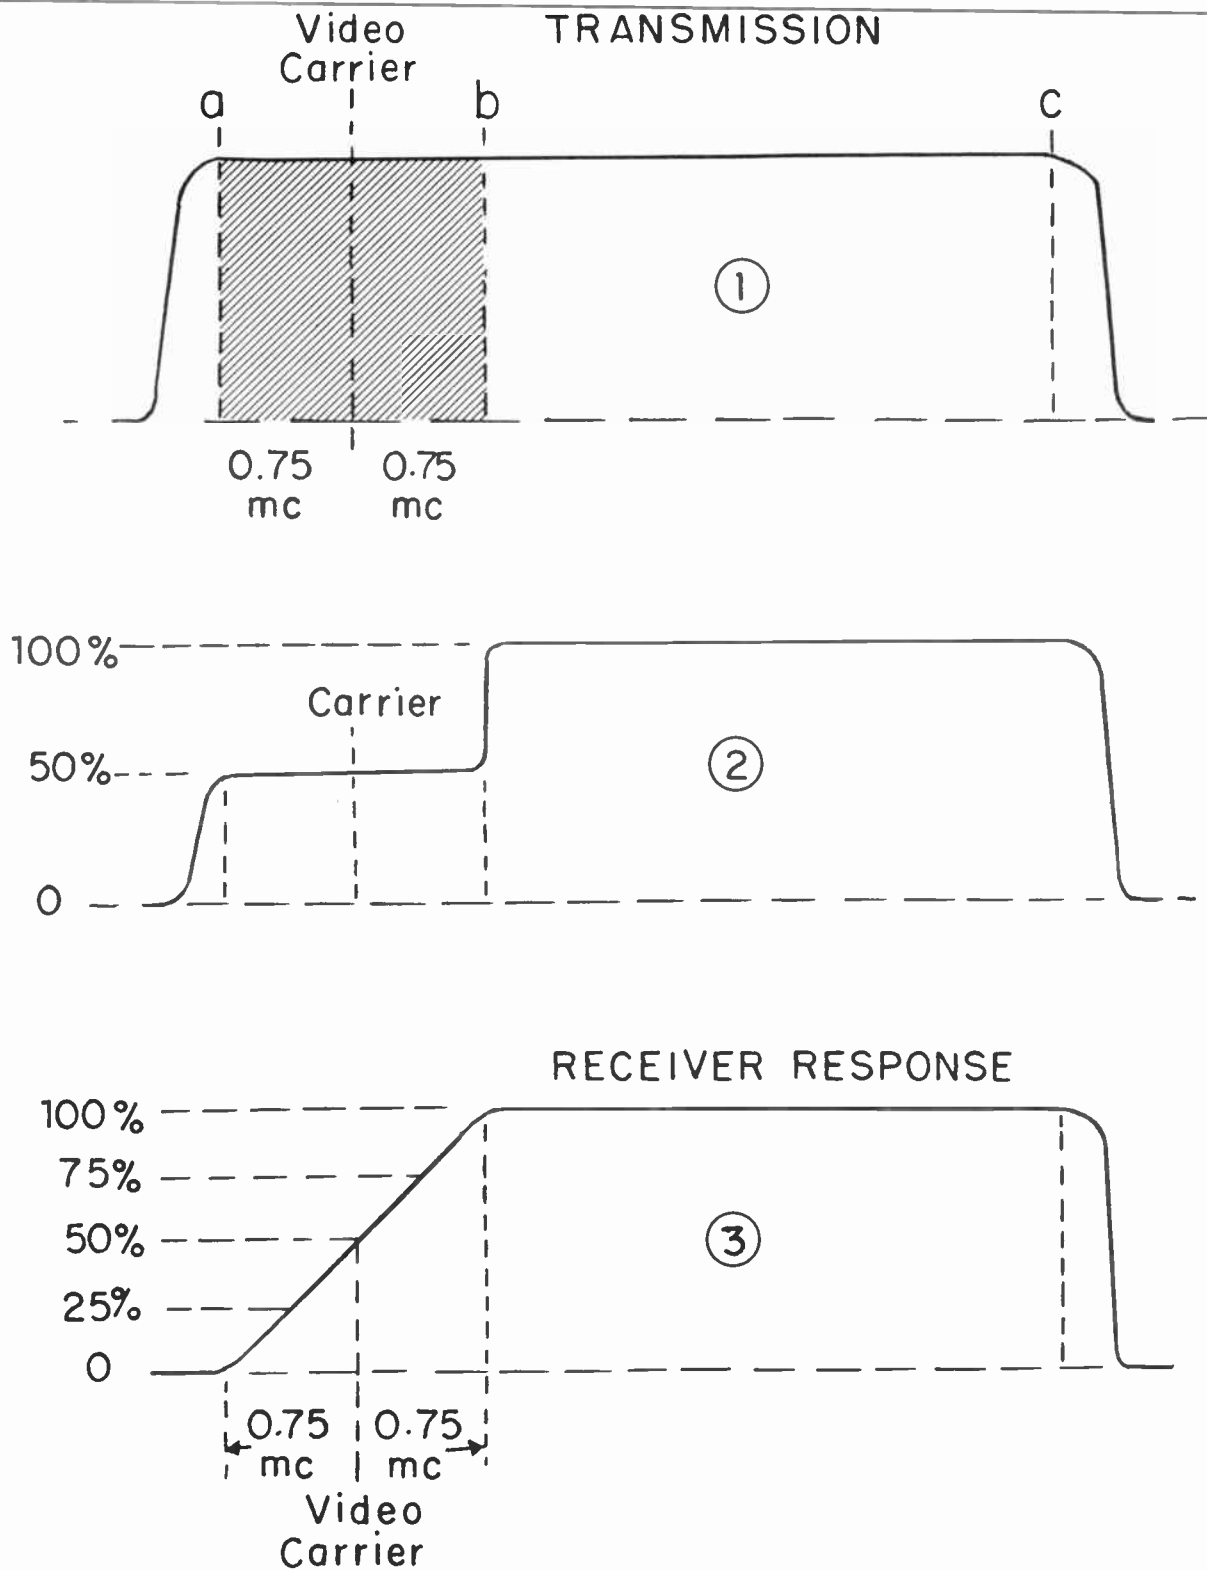 Video
Carrier
TRANSMISSION
a
b
c
1
0.75
mc
0.75
mc
100%
Carrier
50%
2
0
RECEIVER RESPONSE
100%
75%
50%
3
25%
0
0.75
mc
0.75
mc
Video
Carrier